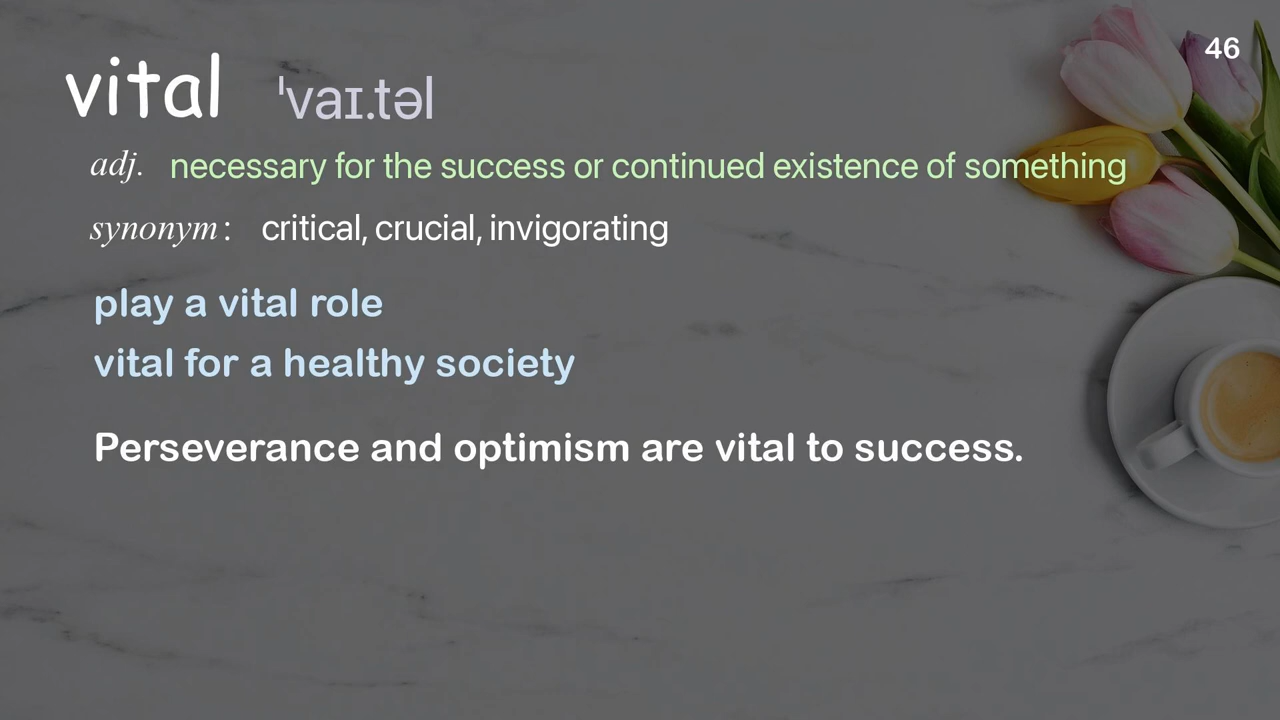 46
vital ˈvaɪ.təl
adj. necessary for the success or continued existence of something
synonym: critical, crucial, invigorating
play a vital role
vital for a healthy society
Perseverance and optimism are vital to success.